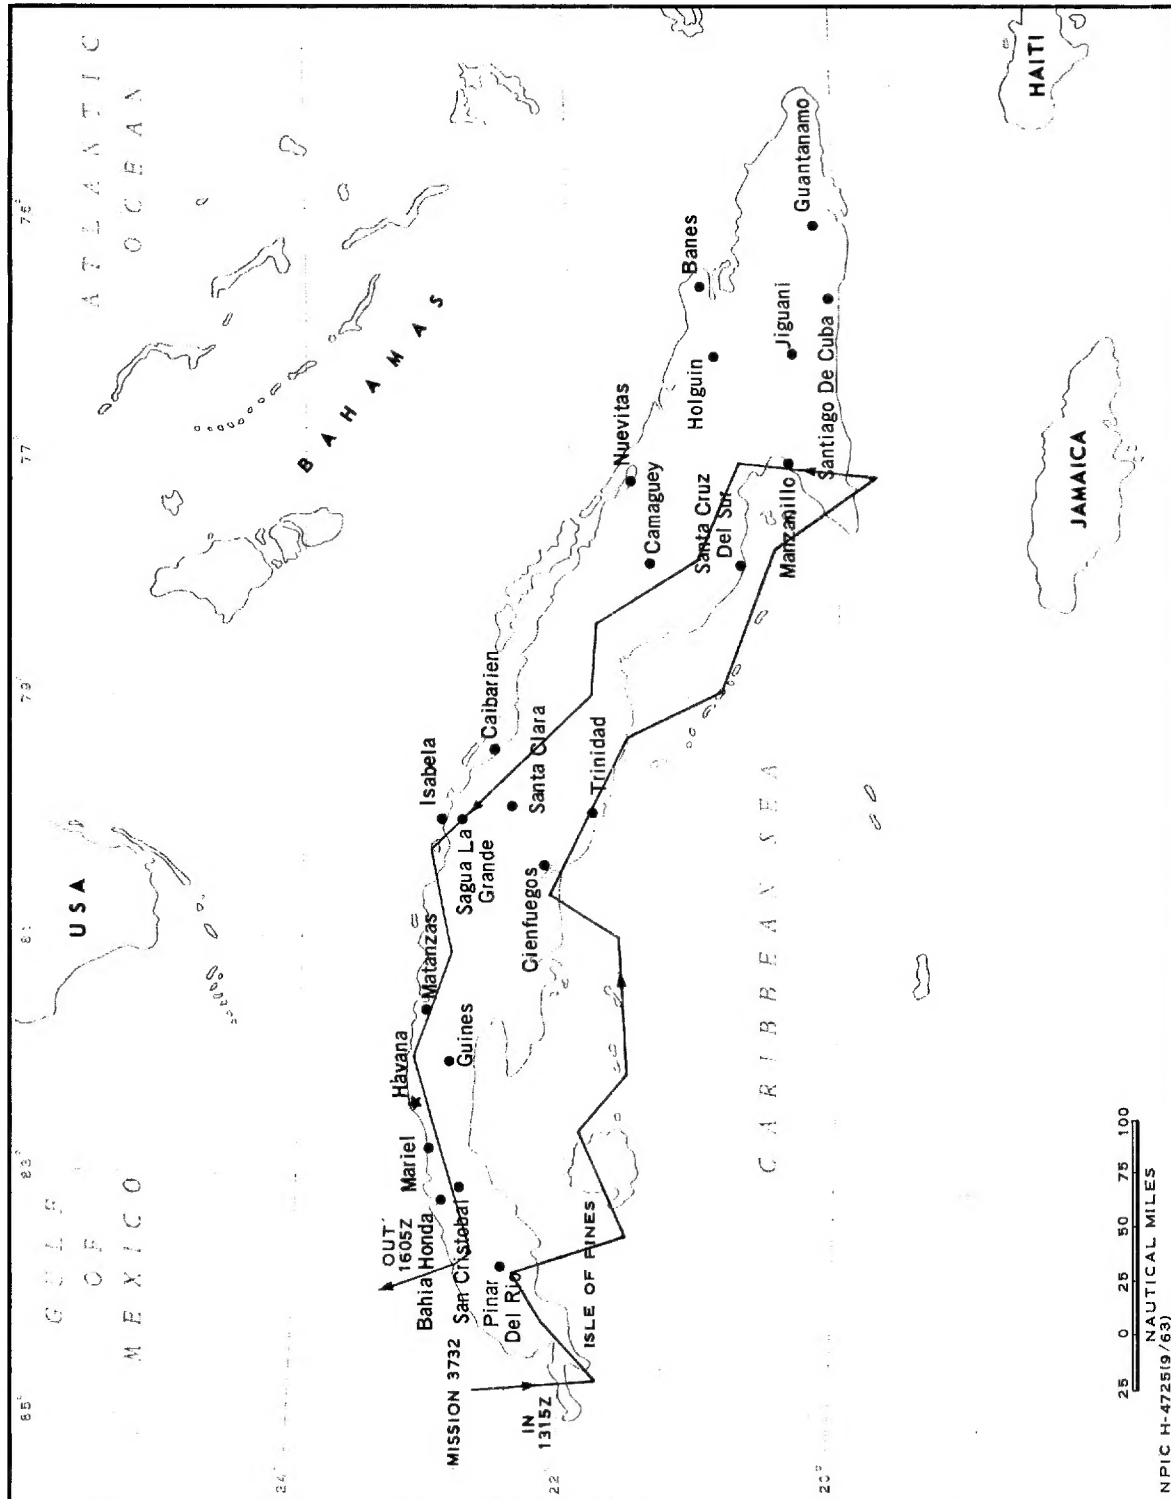 85°
83°
81
79°
77°
75°
GULF
OF
MEXICO
USA
ATLANTIC
OCEAN
BAHAMAS
24°
22°
20°
MISSION 3732
IN
1315Z
OUT
1605Z
Bahia Honda
Mariel
Havana
Matanzas
Isabela
San Cristobal
Guines
Sagua La
Grande
Caibarien
Pinar
Del Rio
Santa Clara
Cienfuegos
Trinidad
ISLE OF PINES
Nuevitas
Camaguey
Santa Cruz
Del Sur
Manzanillo
Holguin
Banes
Jiguani
Santiago De Cuba
Guantanamo
CARIBBEAN SEA
JAMAICA
HAITI
25 0 25 50 75 100
NAUTICAL MILES
NPIC H-4725(9/63)